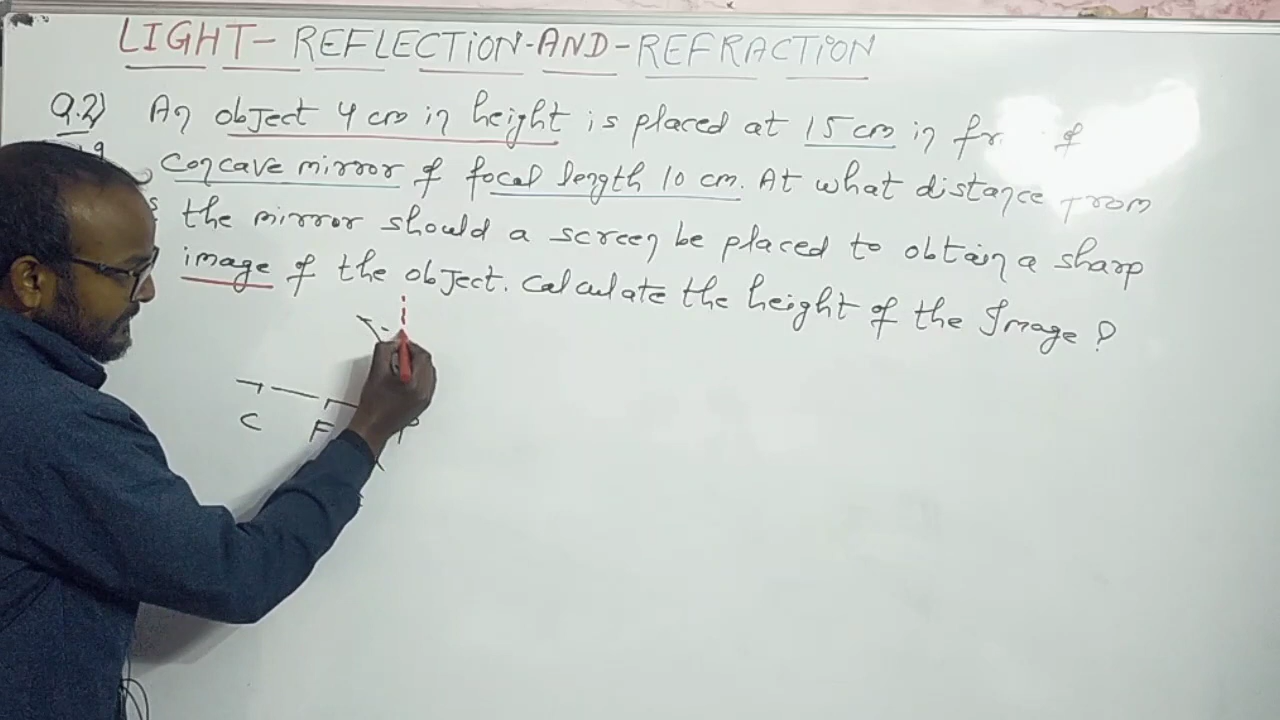 LIGHT-REFLECTION-AND-REFRACTION
Q.2) An object 4 cm in height is placed at 15 cm in of
concave mirror of focal length 10 cm. At what distance from
the mirror should a screen be placed to obtain a sharp
image of the object. Calculate the height of the Image ?
C F P